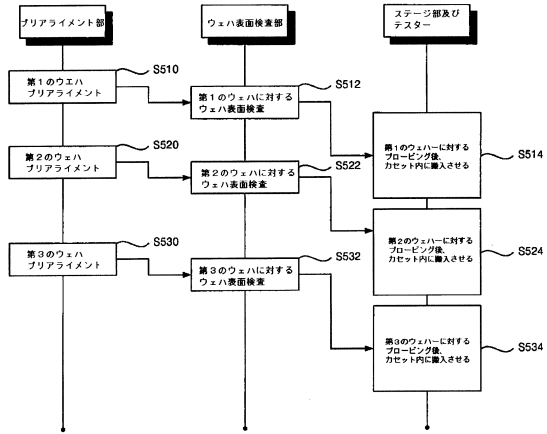 プリアライメント部
ウェハ表面検査部
ステージ部及び
テスター
第1のウエハ
プリアライメント
S510
第1のウェハに対する
ウェハ表面検査
S512
第1のウェハーに対する
プロービング後、
カセット内に搬入させる
S514
第2のウェハ
プリアライメント
S520
第2のウェハに対する
ウェハ表面検査
S522
第2のウェハーに対する
プロービング後、
カセット内に搬入させる
S524
第3のウェハ
プリアライメント
S530
第3のウェハに対する
ウェハ表面検査
S532
第3のウェハーに対する
プロービング後、
カセット内に搬入させる
S534